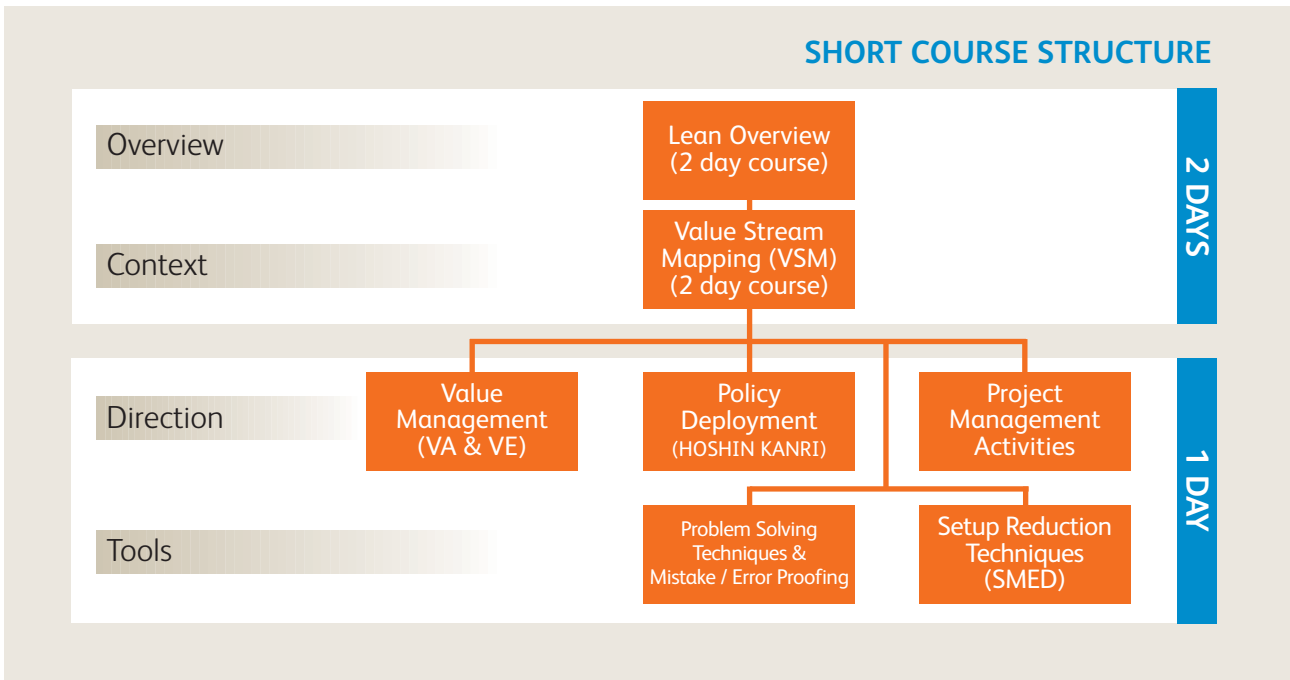 SHORT COURSE STRUCTURE
Overview
Lean Overview
(2 day course)
2 DAYS
Context
Value Stream
Mapping (VSM)
(2 day course)
Direction
Value
Management
(VA & VE)
Policy
Deployment
(HOSHIN KANRI)
Project
Management
Activities
1 DAY
Tools
Problem Solving
Techniques &
Mistake / Error Proofing
Setup Reduction
Techniques
(SMED)